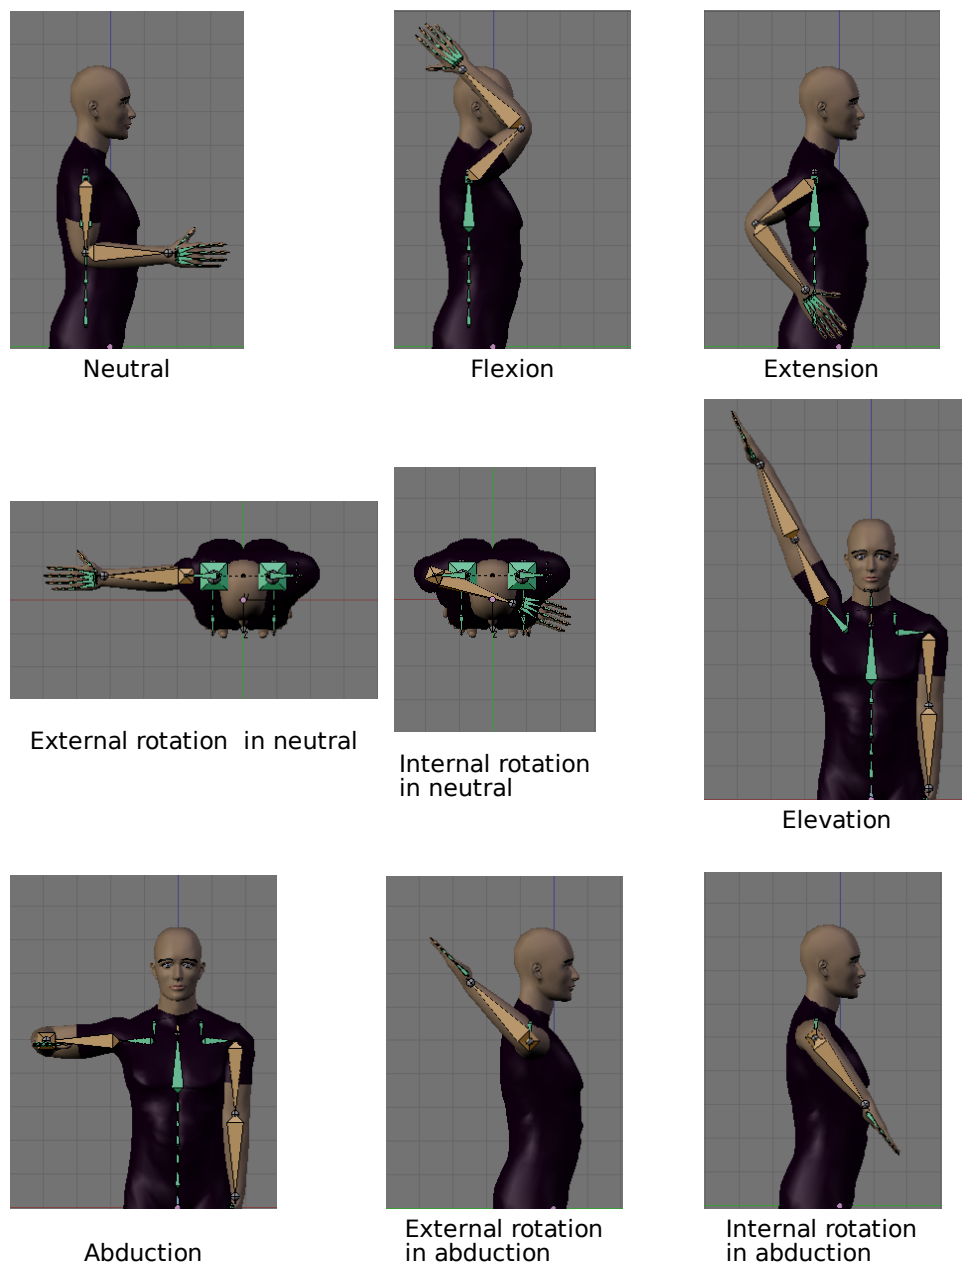 Neutral
Flexion
Extension
External rotation  in neutral
Internal rotation
in neutral
Elevation
Abduction
External rotation
in abduction
Internal rotation
in abduction